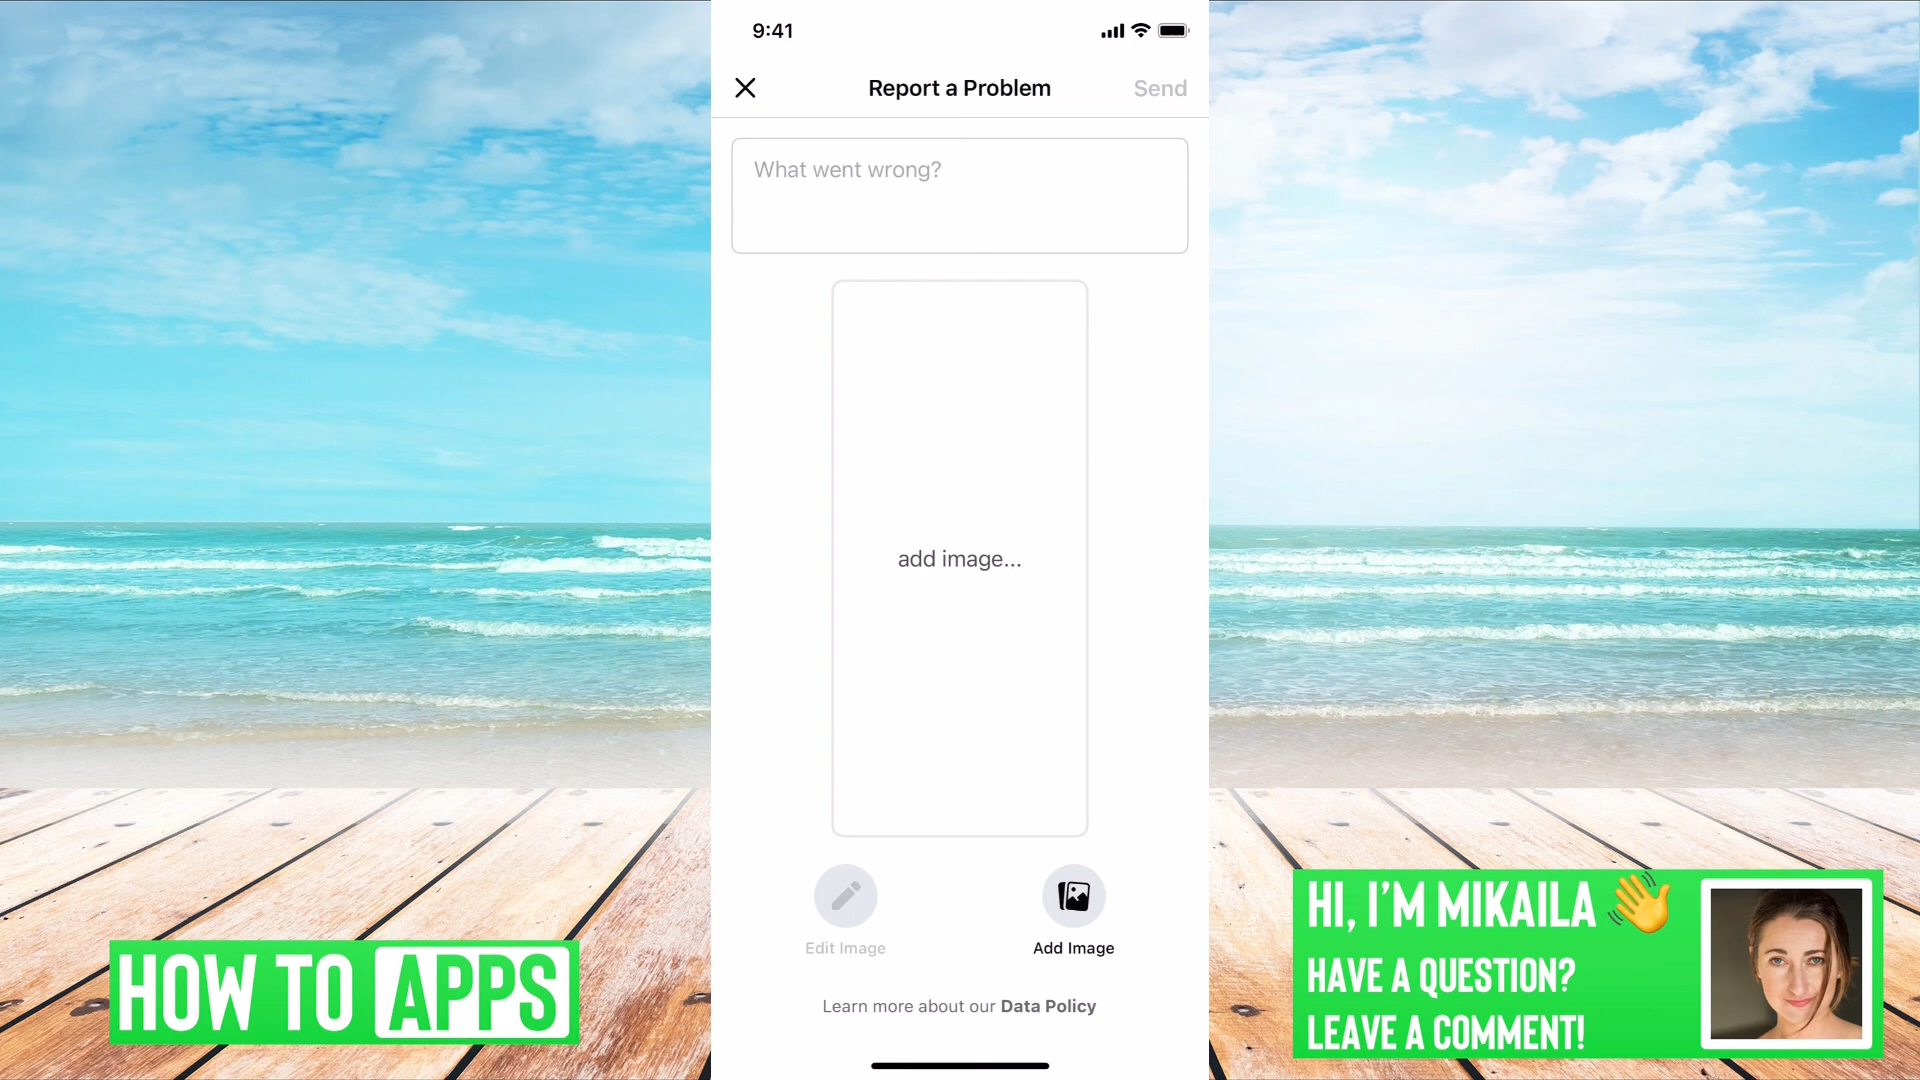 9:41
Report a Problem
Send
What went wrong?
add image...
Edit Image
Add Image
Learn more about our Data Policy
HOW TO APPS
HI, I'M MIKAILA 👋
HAVE A QUESTION?
LEAVE A COMMENT!